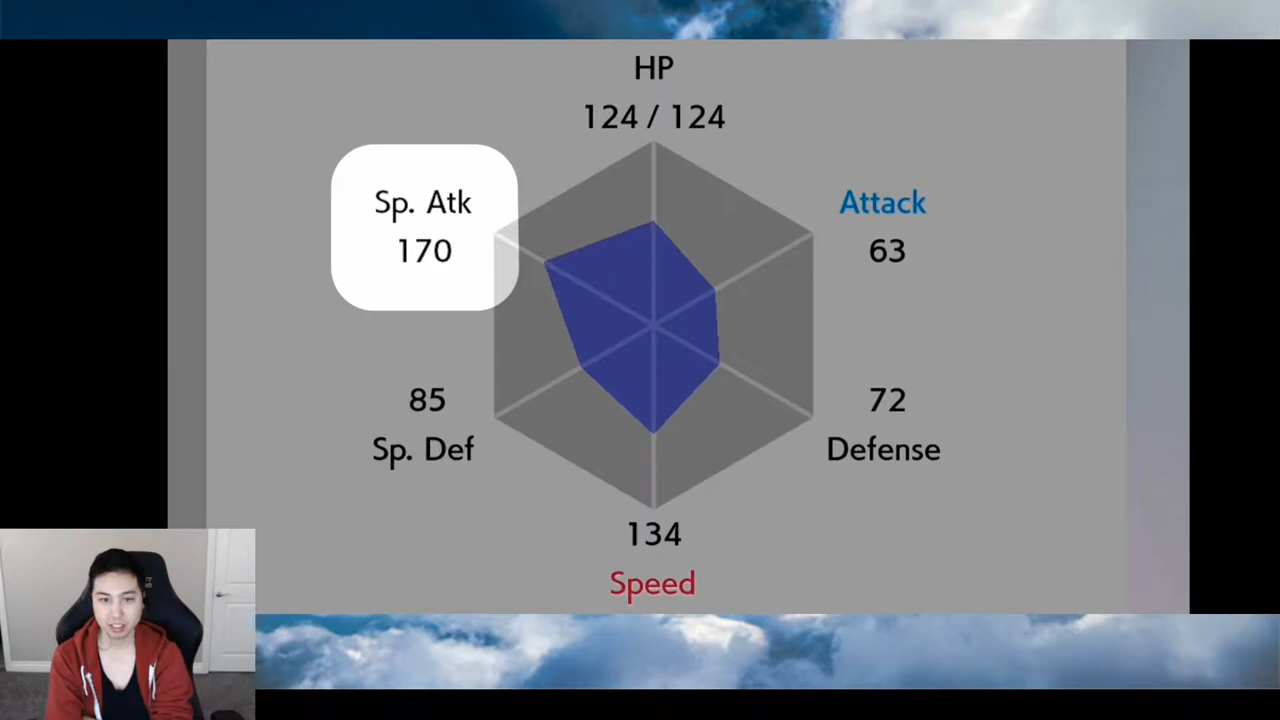 HP
124 / 124
Sp. Atk
170
Attack
63
85
Sp. Def
72
Defense
134
Speed